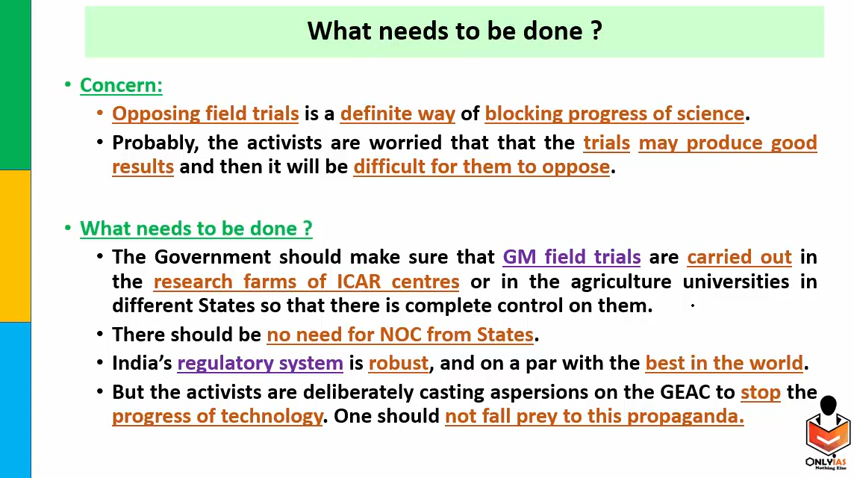 What needs to be done ?
• Concern:
• Opposing field trials is a definite way of blocking progress of science.
• Probably, the activists are worried that that the trials may produce good
results and then it will be difficult for them to oppose.
• What needs to be done ?
• The Government should make sure that GM field trials are carried out in
the research farms of ICAR centres or in the agriculture universities in
different States so that there is complete control on them.
• There should be no need for NOC from States.
• India's regulatory system is robust, and on a par with the best in the world.
• But the activists are deliberately casting aspersions on the GEAC to stop the
progress of technology. One should not fall prey to this propaganda.
ONLYIAS
Nothing Else